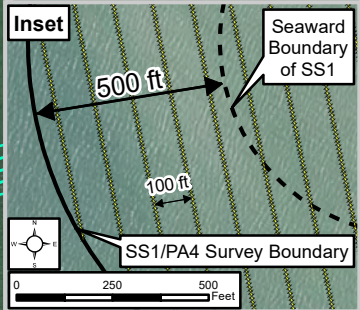 Inset
Seaward
Boundary
of SS1
500 ft
100 ft
N
W E
S
SS1/PA4 Survey Boundary
0 250 500
Feet